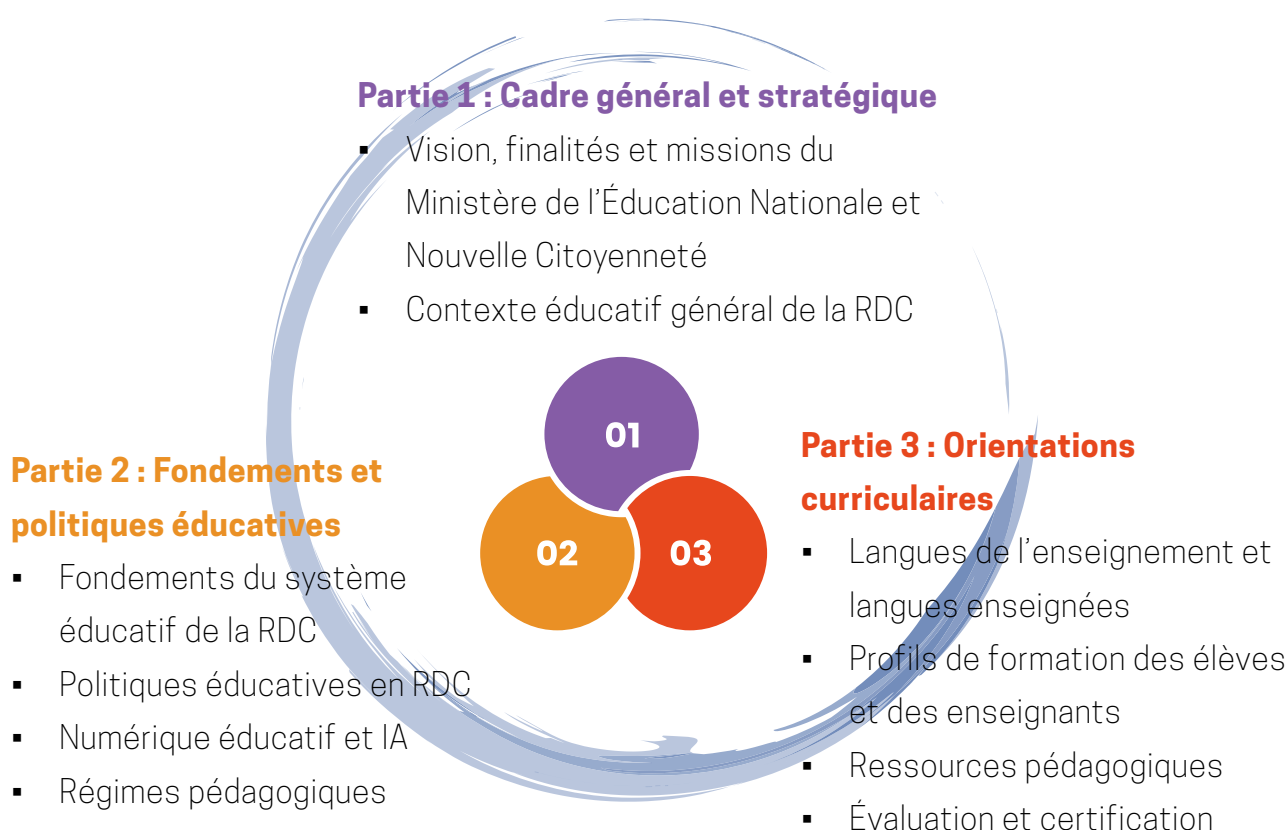 Partie 1 : Cadre général et stratégique
▪ Vision, finalités et missions du
Ministère de l’Éducation Nationale et
Nouvelle Citoyenneté
▪ Contexte éducatif général de la RDC
01
02
03
Partie 2 : Fondements et
politiques éducatives
▪ Fondements du système
éducatif de la RDC
▪ Politiques éducatives en RDC
▪ Numérique éducatif et IA
▪ Régimes pédagogiques
Partie 3 : Orientations
curriculaires
▪ Langues de l’enseignement et
langues enseignées
▪ Profils de formation des élèves
et des enseignants
▪ Ressources pédagogiques
▪ Évaluation et certification